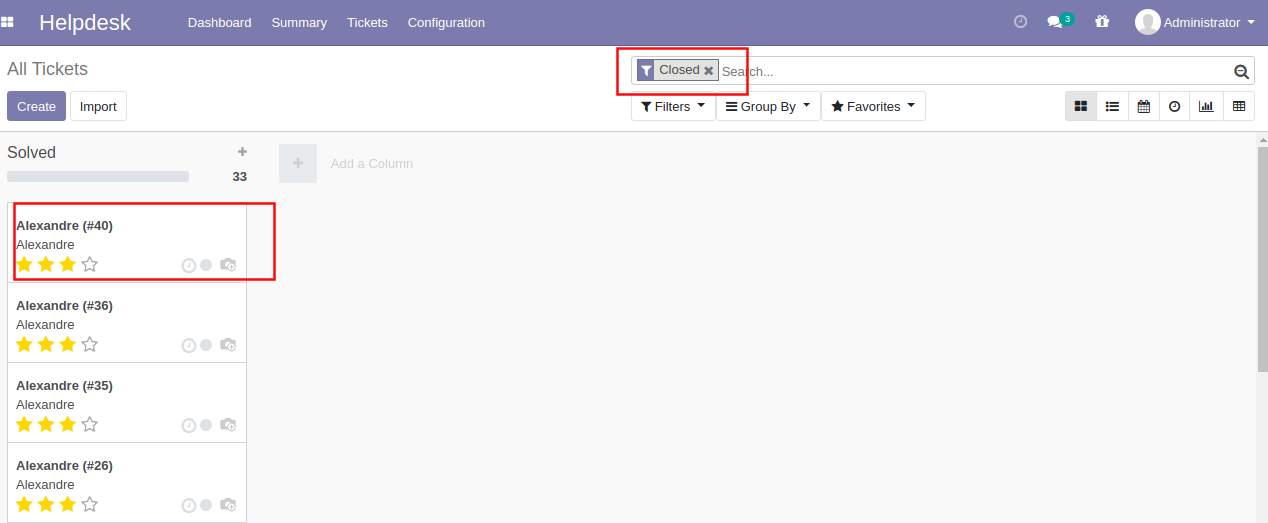 Helpdesk Dashboard Summary Tickets Configuration 3 Administrator
All Tickets
Closed Search...
Create Import Filters Group By Favorites
Solved
33
Add a Column
Alexandre (#40)
Alexandre
Alexandre (#36)
Alexandre
Alexandre (#35)
Alexandre
Alexandre (#26)
Alexandre